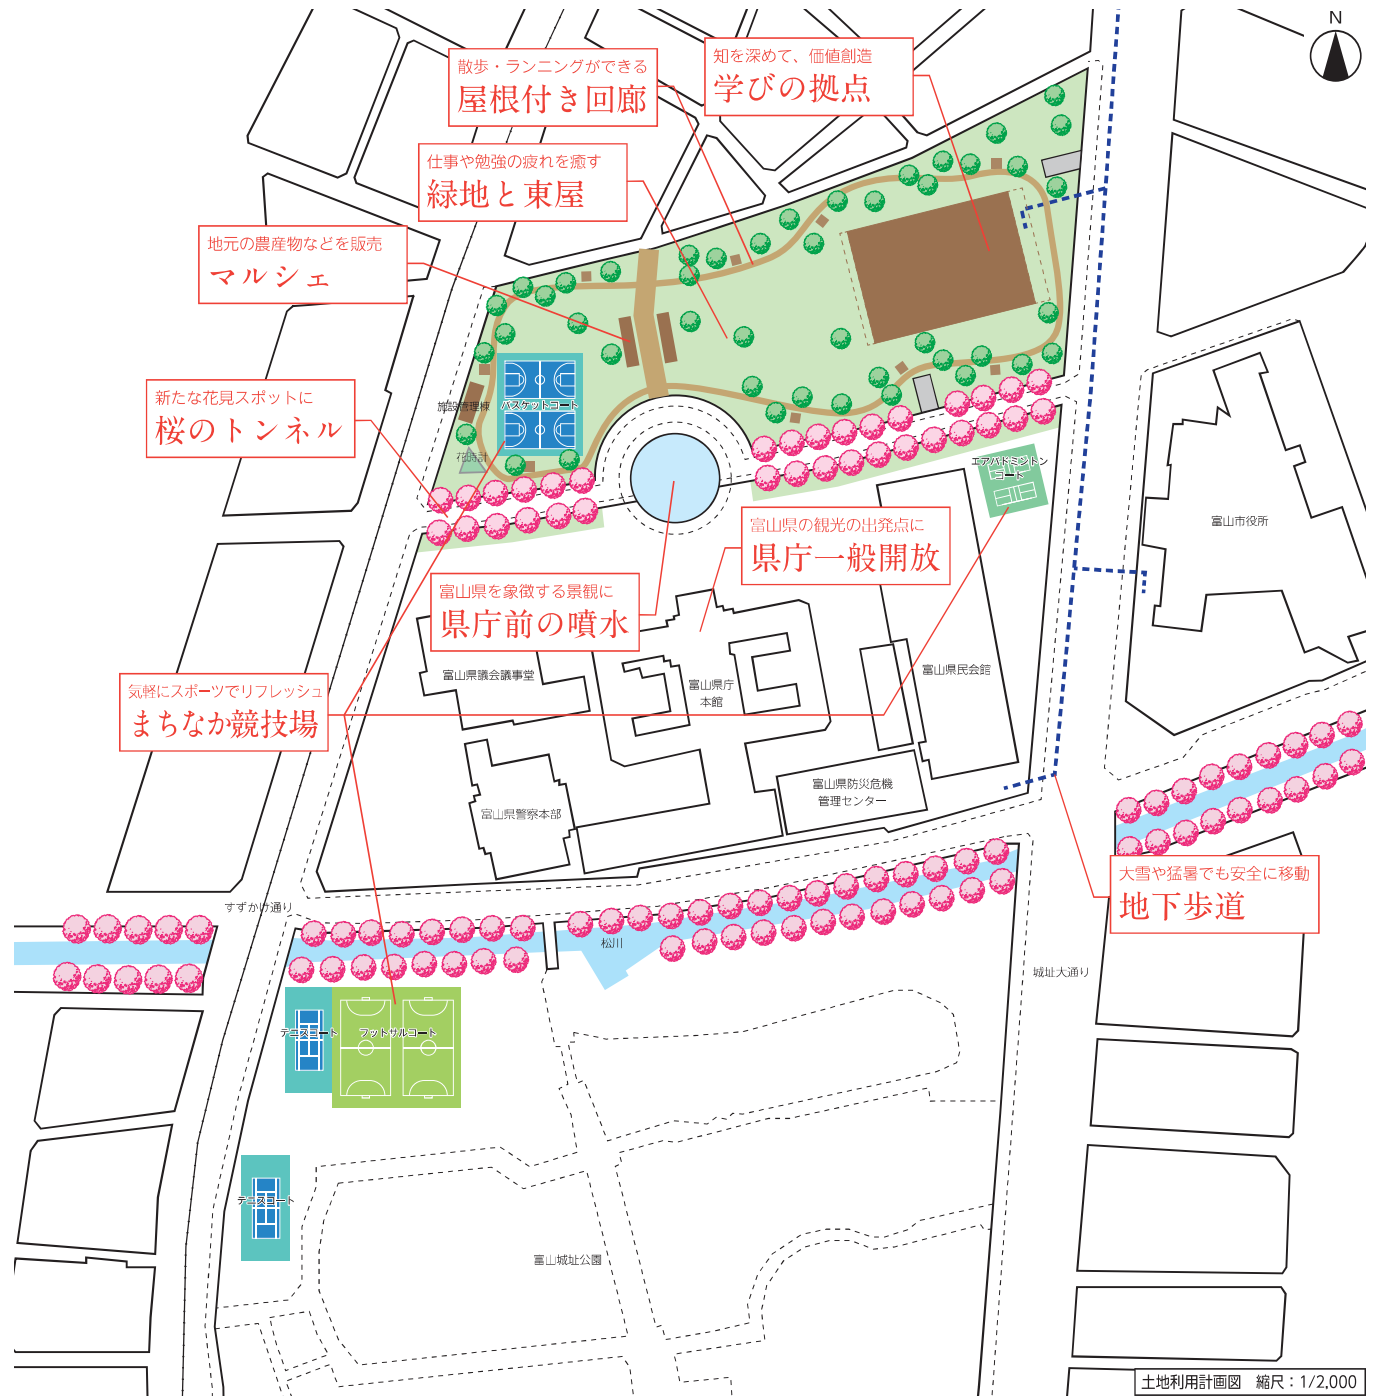 N
散歩・ランニングができる
屋根付き回廊
知を深めて、価値創造
学びの拠点
仕事や勉強の疲れを癒す
緑地と東屋
地元の農産物などを販売
マルシェ
新たな花見スポットに
桜のトンネル
施設管理棟
バスケットコート
花時計
エアバドミントン
コート
富山市役所
富山県の観光の出発点に
県庁一般開放
富山県を象徴する景観に
県庁前の噴水
富山県議会議事堂
富山県庁
本館
富山県民会館
気軽にスポーツでリフレッシュ
まちなか競技場
富山県防災危機
管理センター
富山県警察本部
大雪や猛暑でも安全に移動
地下歩道
すずかけ通り
松川
城址大通り
テニスコート
フットサルコート
テニスコート
富山城址公園
土地利用計画図 縮尺：1/2,000